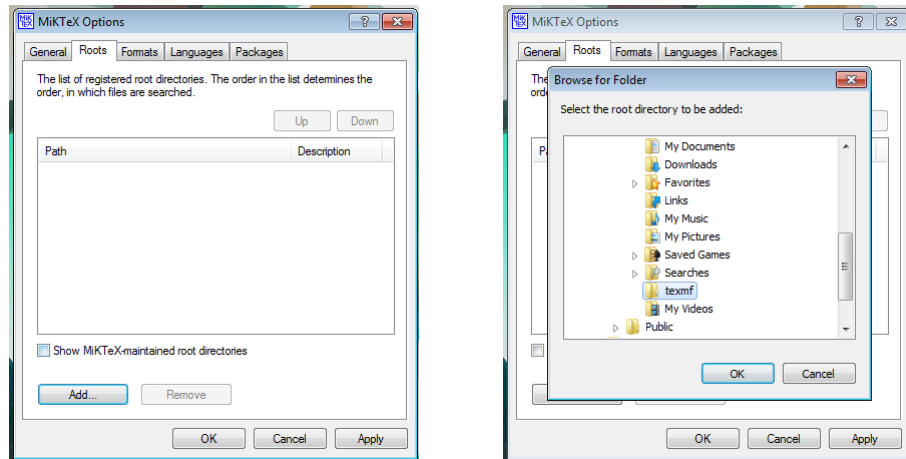 MiKTeX Options
General Roots Formats Languages Packages
The list of registered root directories. The order in the list determines the
order, in which files are searched.
Up Down
Path Description
Show MiKTeX-maintained root directories
Add... Remove
OK Cancel Apply
MiKTeX Options
General Roots Formats Languages Packages
The
orde
Browse for Folder
Select the root directory to be added:
Pa
My Documents
Downloads
Favorites
Links
My Music
My Pictures
Saved Games
Searches
texmf
My Videos
Public
OK Cancel
OK Cancel Apply